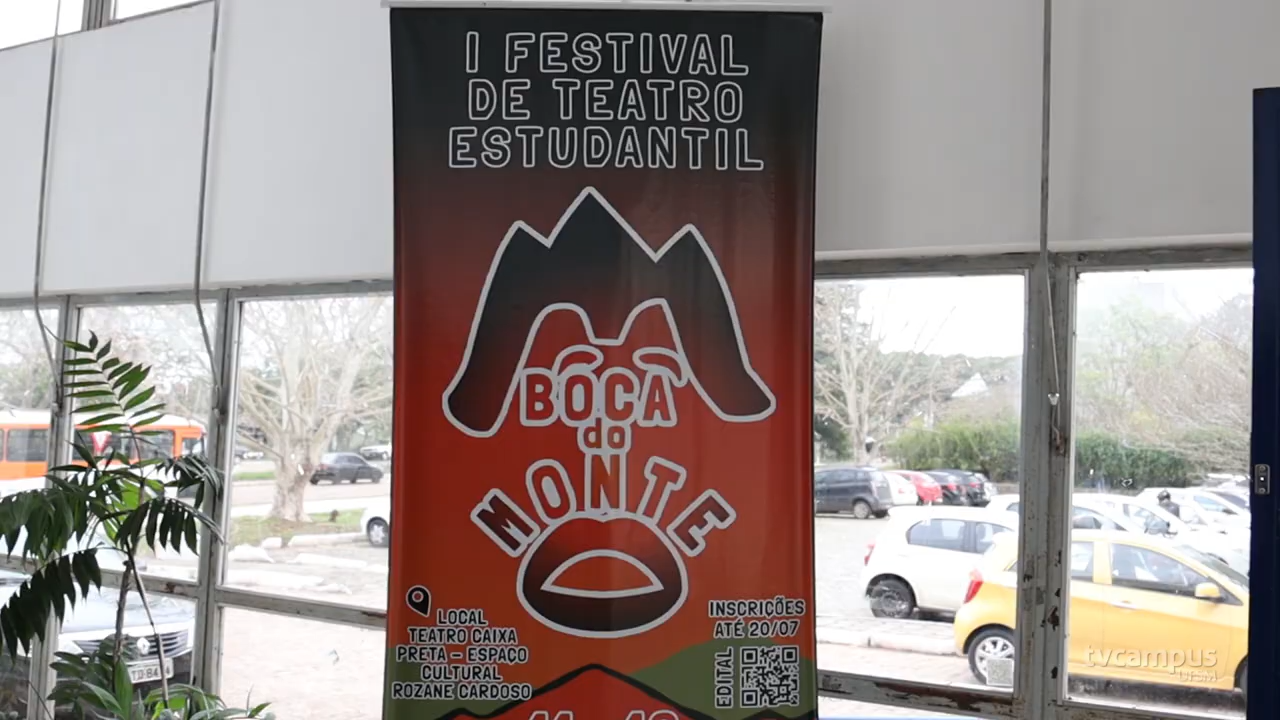 I FESTIVAL
DE TEATRO
ESTUDANTIL
BOCA
do
MONTE
LOCAL
TEATRO CAIXA
PRETA - ESPAÇO
CULTURAL
ROZANE CARDOSO
INSCRIÇÕES
ATÉ 20/07
EDITAL
tvcampus
UFSM